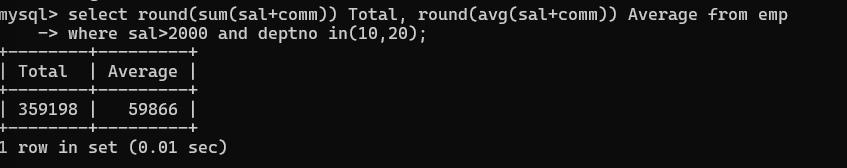 mysql> select round(sum(sal+comm)) Total, round(avg(sal+comm)) Average from emp
    -> where sal>2000 and deptno in(10,20);
+--------+---------+
| Total  | Average |
+--------+---------+
| 359198 |   59866 |
+--------+---------+
1 row in set (0.01 sec)